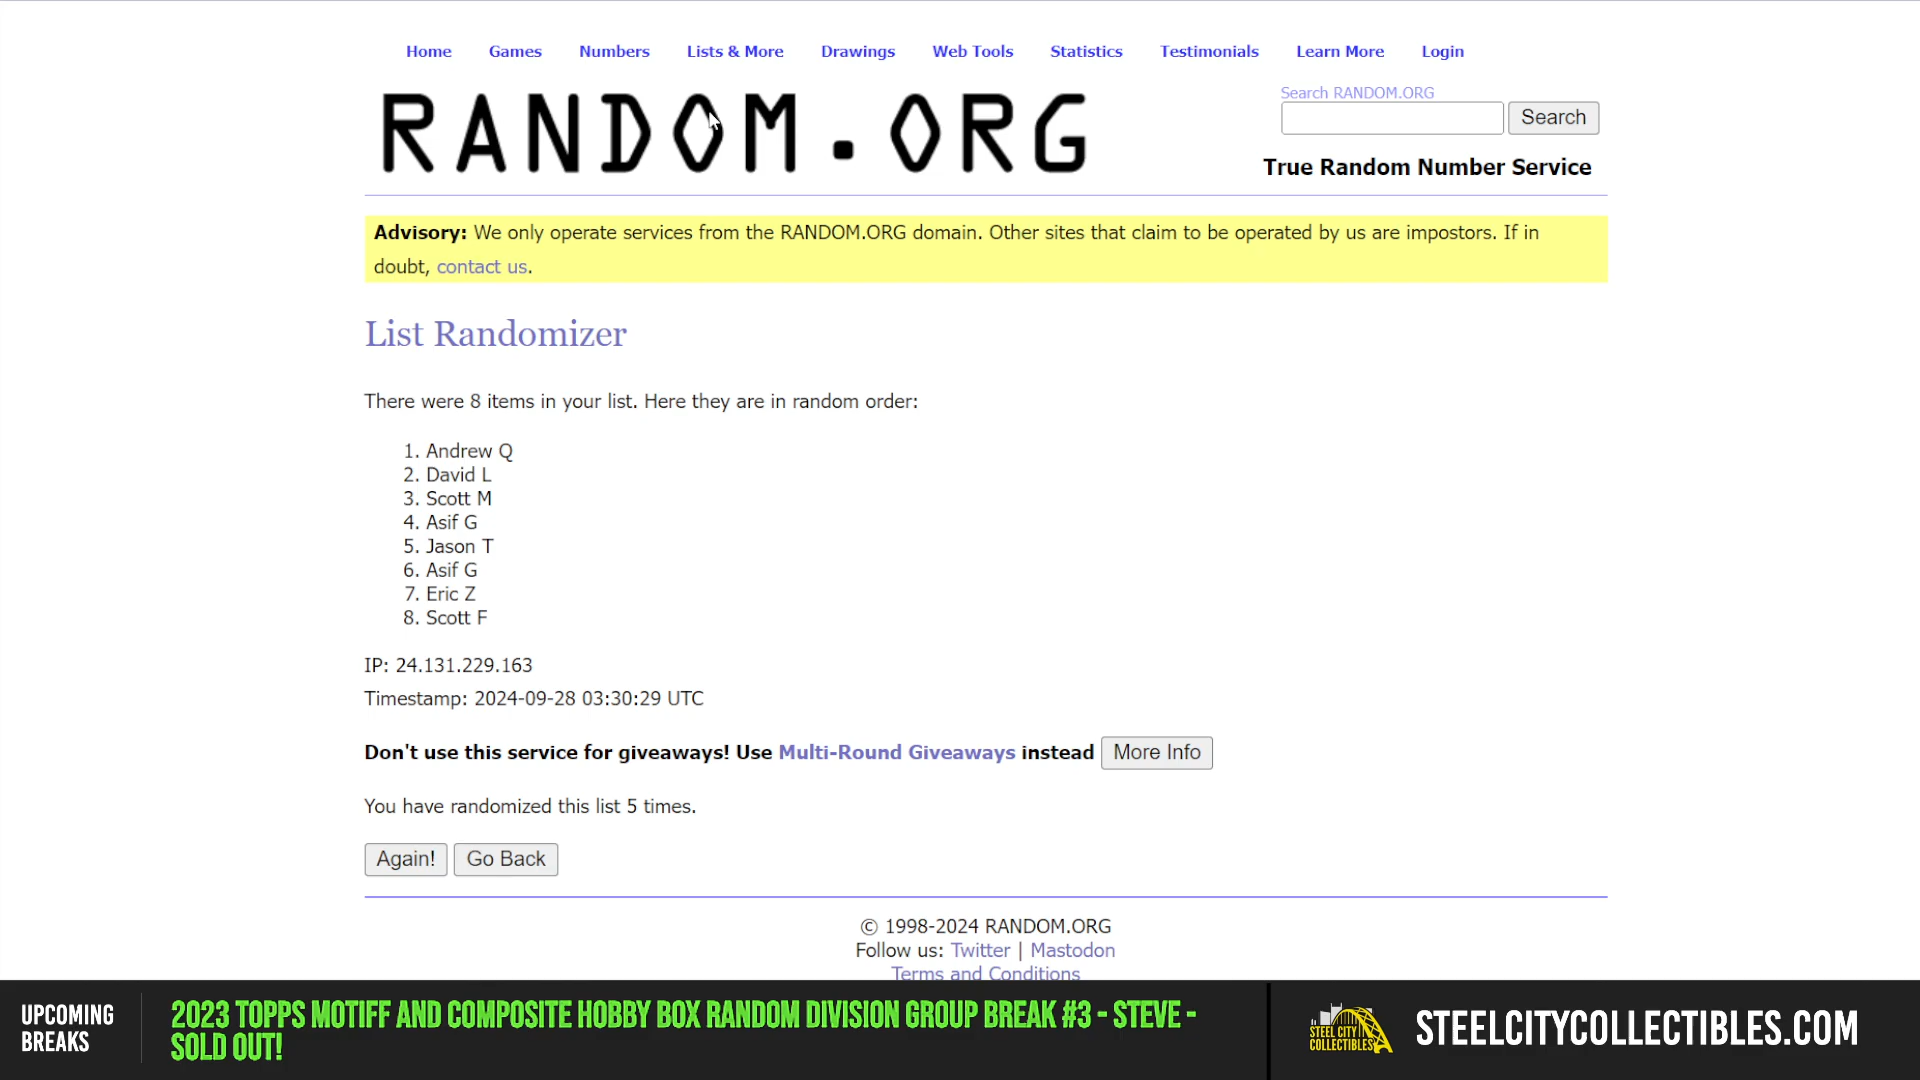 Home Games Numbers Lists & More Drawings Web Tools Statistics Testimonials Learn More Login
RANDOM.ORG
Search RANDOM.ORG
Search
True Random Number Service
Advisory: We only operate services from the RANDOM.ORG domain. Other sites that claim to be operated by us are impostors. If in
doubt, contact us.
List Randomizer
There were 8 items in your list. Here they are in random order:
1. Andrew Q
2. David L
3. Scott M
4. Asif G
5. Jason T
6. Asif G
7. Eric Z
8. Scott F
IP: 24.131.229.163
Timestamp: 2024-09-28 03:30:29 UTC
Don't use this service for giveaways! Use Multi-Round Giveaways instead More Info
You have randomized this list 5 times.
Again! Go Back
© 1998-2024 RANDOM.ORG
Follow us: Twitter | Mastodon
Terms and Conditions
UPCOMING
BREAKS
2023 TOPPS MOTIFF AND COMPOSITE HOBBY BOX RANDOM DIVISION GROUP BREAK #3 - STEVE -
SOLD OUT!
STEEL CITY
COLLECTIBLES
STEELCITYCOLLECTIBLES.COM